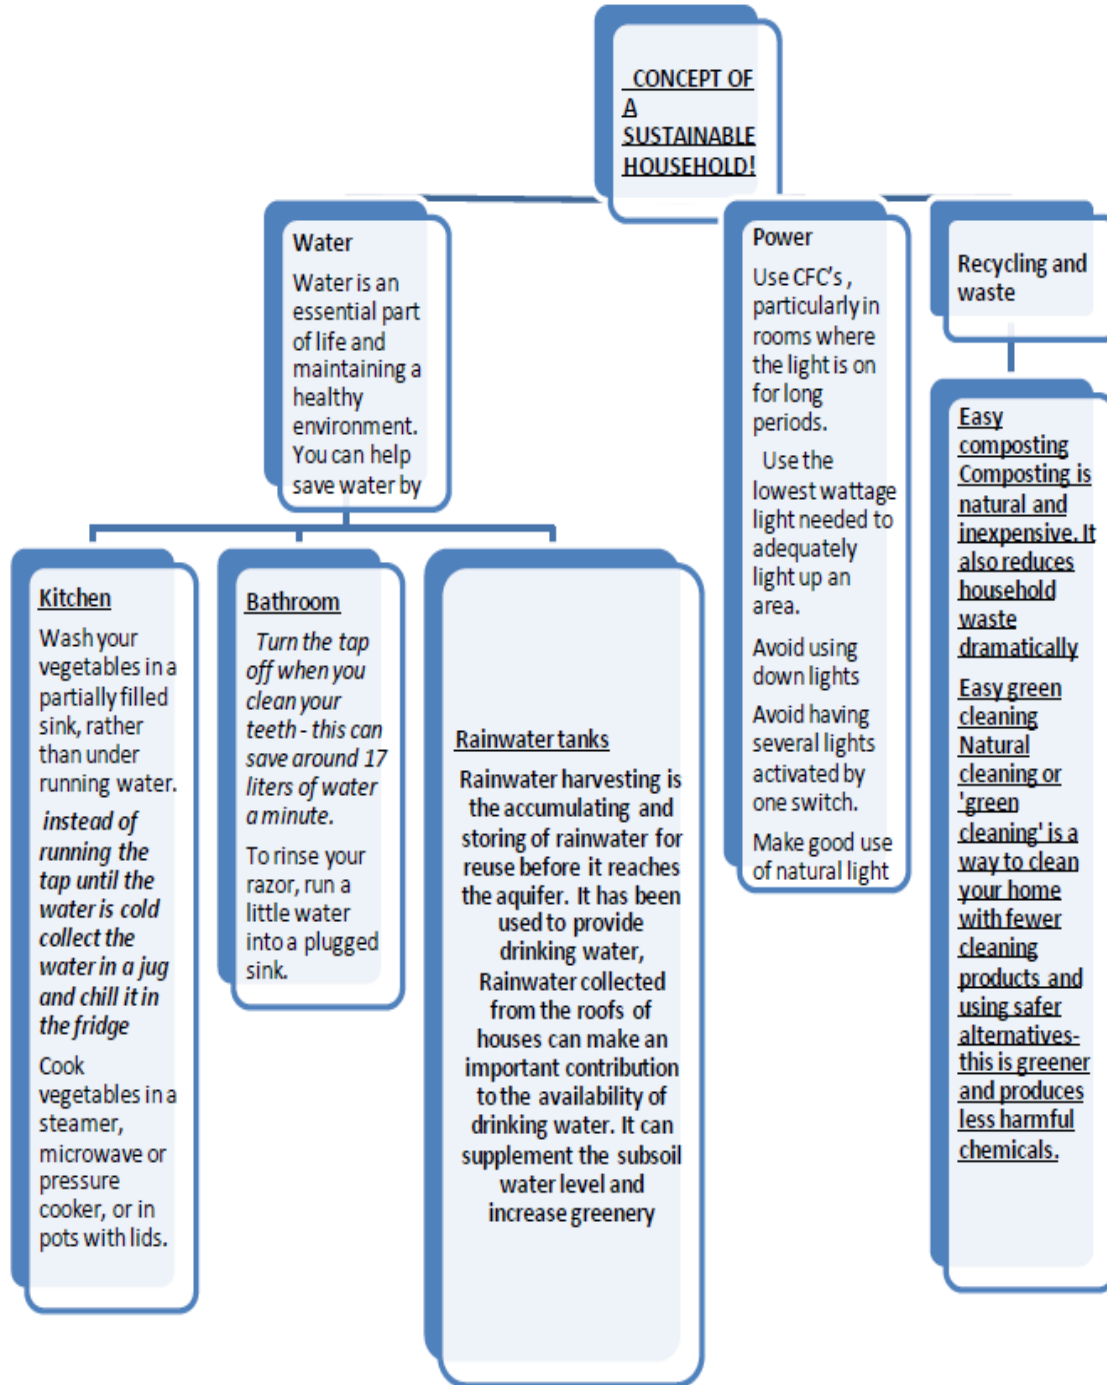 CONCEPT OF
A
SUSTAINABLE
HOUSEHOLD!
Water
Water is an
essential part
of life and
maintaining a
healthy
environment.
You can help
save water by
Kitchen
Wash your
vegetables in a
partially filled
sink, rather
than under
running water.
instead of
running the
tap until the
water is cold
collect the
water in a jug
and chill it in
the fridge
Cook
vegetables in a
steamer,
microwave or
pressure
cooker, or in
pots with lids.
Bathroom
Turn the tap
off when you
clean your
teeth - this can
save around 17
liters of water
a minute.
To rinse your
razor, run a
little water
into a plugged
sink.
Rainwater tanks
Rainwater harvesting is
the accumulating and
storing of rainwater for
reuse before it reaches
the aquifer. It has been
used to provide
drinking water,
Rainwater collected
from the roofs of
houses can make an
important contribution
to the availability of
drinking water. It can
supplement the subsoil
water level and
increase greenery
Power
Use CFC's ,
particularly in
rooms where
the light is on
for long
periods.
Use the
lowest wattage
light needed to
adequately
light up an
area.
Avoid using
down lights
Avoid having
several lights
activated by
one switch.
Make good use
of natural light
Recycling and
waste
Easy
composting
Composting is
natural and
inexpensive. It
also reduces
household
waste
dramatically
Easy green
cleaning
Natural
cleaning or
'green
cleaning' is a
way to clean
your home
with fewer
cleaning
products and
using safer
alternatives-
this is greener
and produces
less harmful
chemicals.